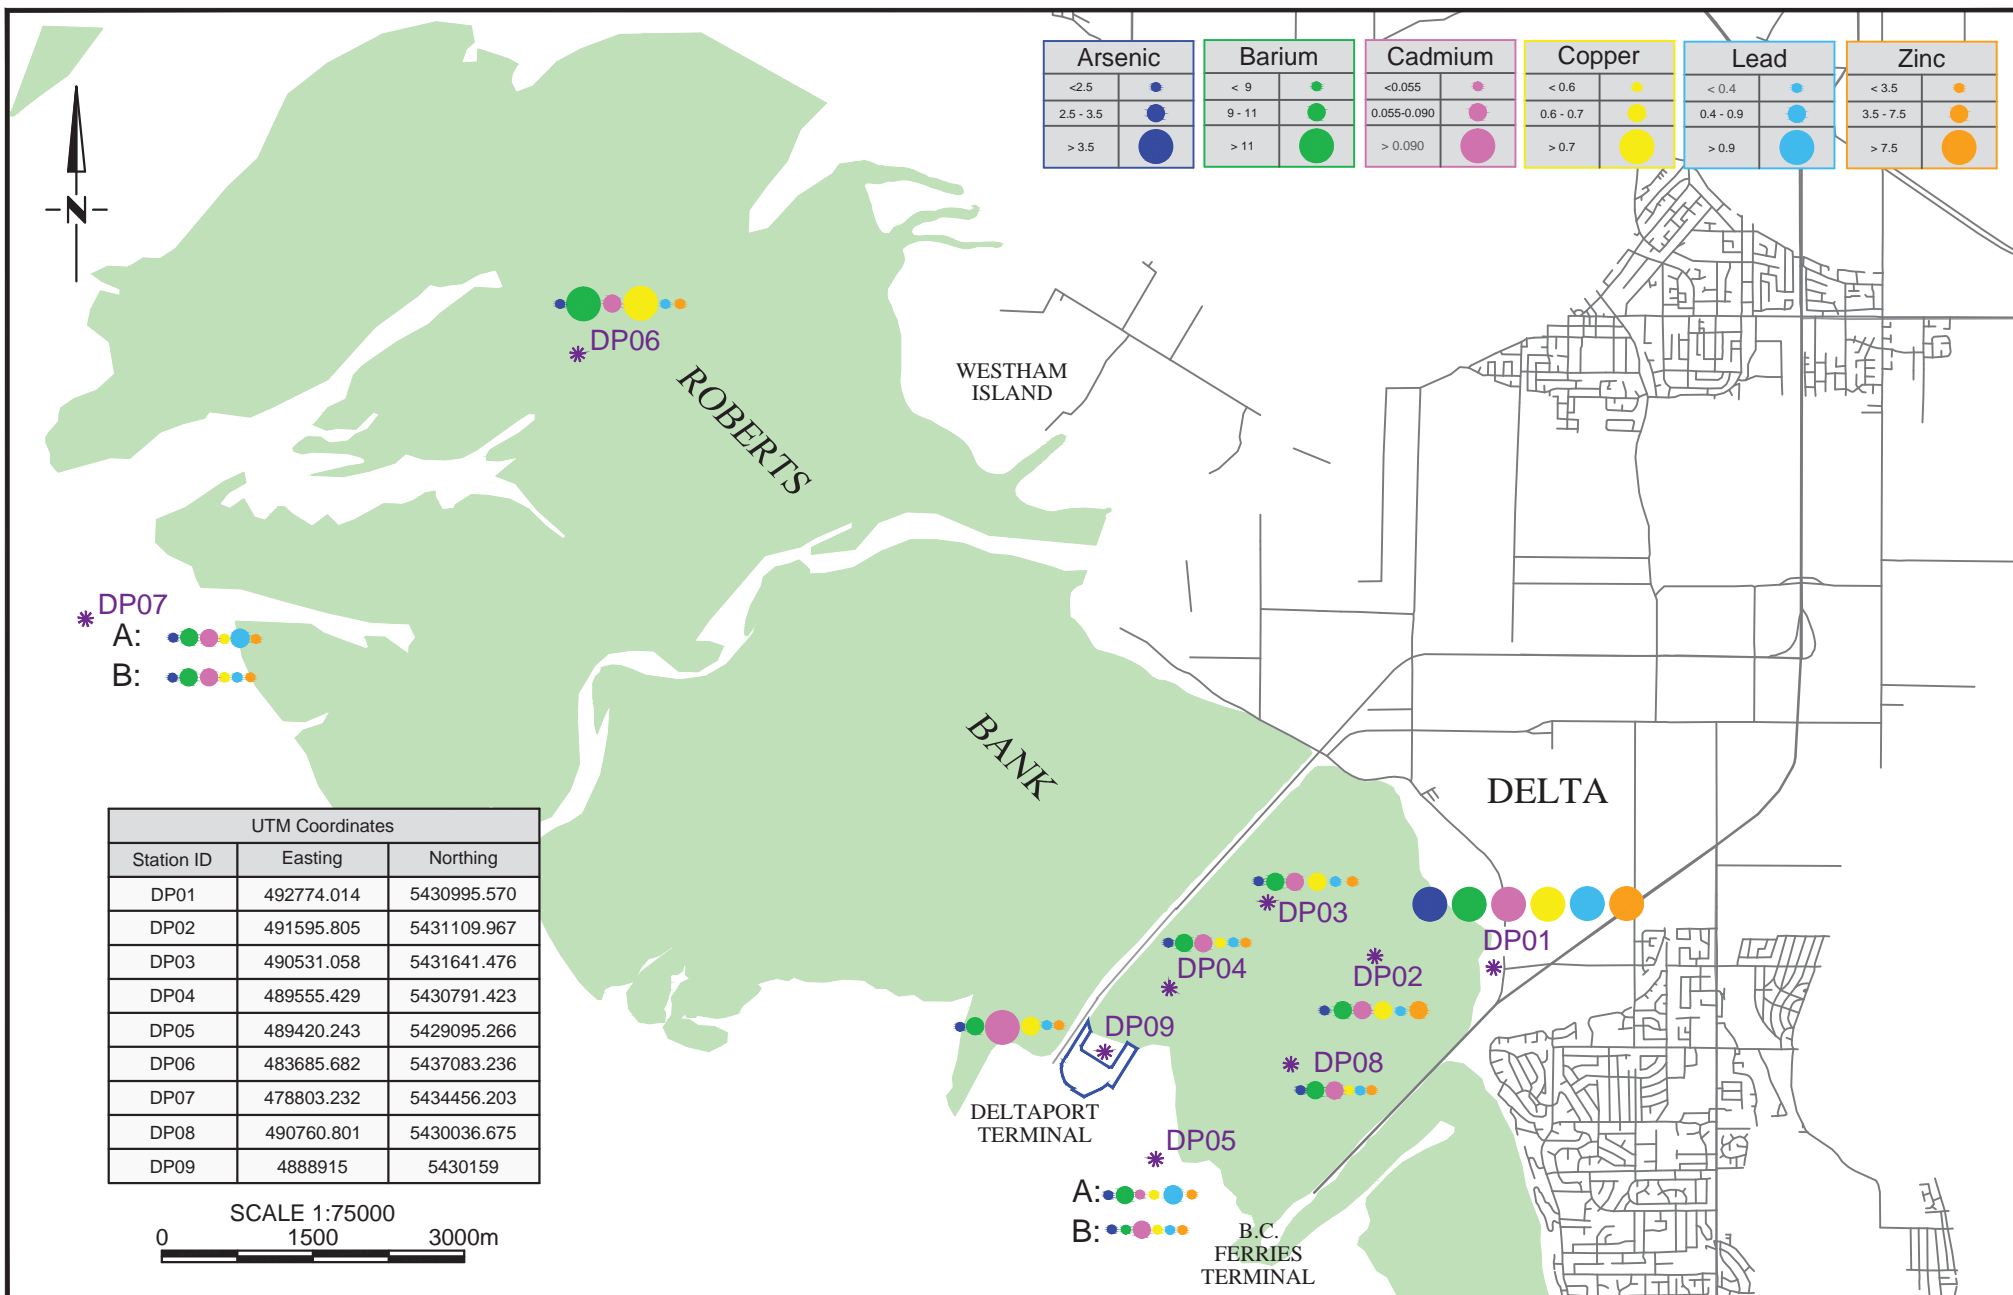 Arsenic
<2.5
2.5 - 3.5
> 3.5
Barium
< 9
9 - 11
> 11
Cadmium
<0.055
0.055-0.090
> 0.090
Copper
< 0.6
0.6 - 0.7
> 0.7
Lead
< 0.4
0.4 - 0.9
> 0.9
Zinc
< 3.5
3.5 - 7.5
> 7.5
N
DP06
ROBERTS
WESTHAM
ISLAND
DP07
A:
B:
BANK
DELTA
DP03
DP01
DP04
DP02
DP09
DP08
DELTAPORT
TERMINAL
DP05
A:
B:
B.C.
FERRIES
TERMINAL
UTM Coordinates
Station ID Easting Northing
DP01 492774.014 5430995.570
DP02 491595.805 5431109.967
DP03 490531.058 5431641.476
DP04 489555.429 5430791.423
DP05 489420.243 5429095.266
DP06 483685.682 5437083.236
DP07 478803.232 5434456.203
DP08 490760.801 5430036.675
DP09 4888915 5430159
SCALE 1:75000
0 1500 3000m